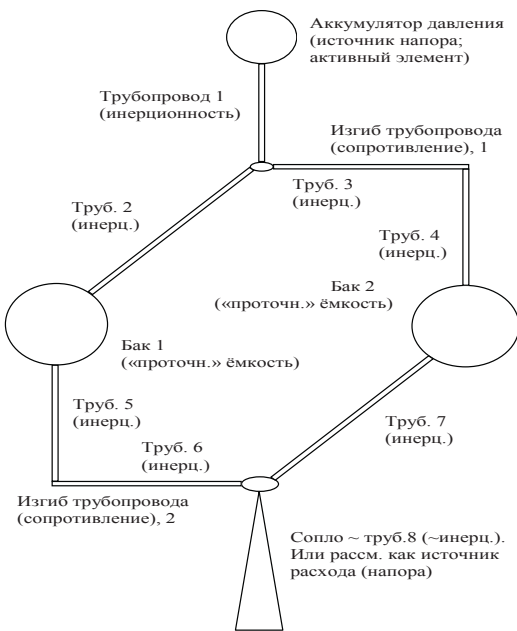 Аккумулятор давления
(источник напора;
активный элемент)
Трубопровод 1
(инерционность)
Изгиб трубопровода
(сопротивление), 1
Труб. 3
(инерц.)
Труб. 2
(инерц.)
Труб. 4
(инерц.)
Бак 2
(«проточн.» ёмкость)
Бак 1
(«проточн.» ёмкость)
Труб. 5
(инерц.)
Труб. 7
(инерц.)
Труб. 6
(инерц.)
Изгиб трубопровода
(сопротивление), 2
Сопло ~ труб.8 (~инерц.).
Или рассм. как источник
расхода (напора)